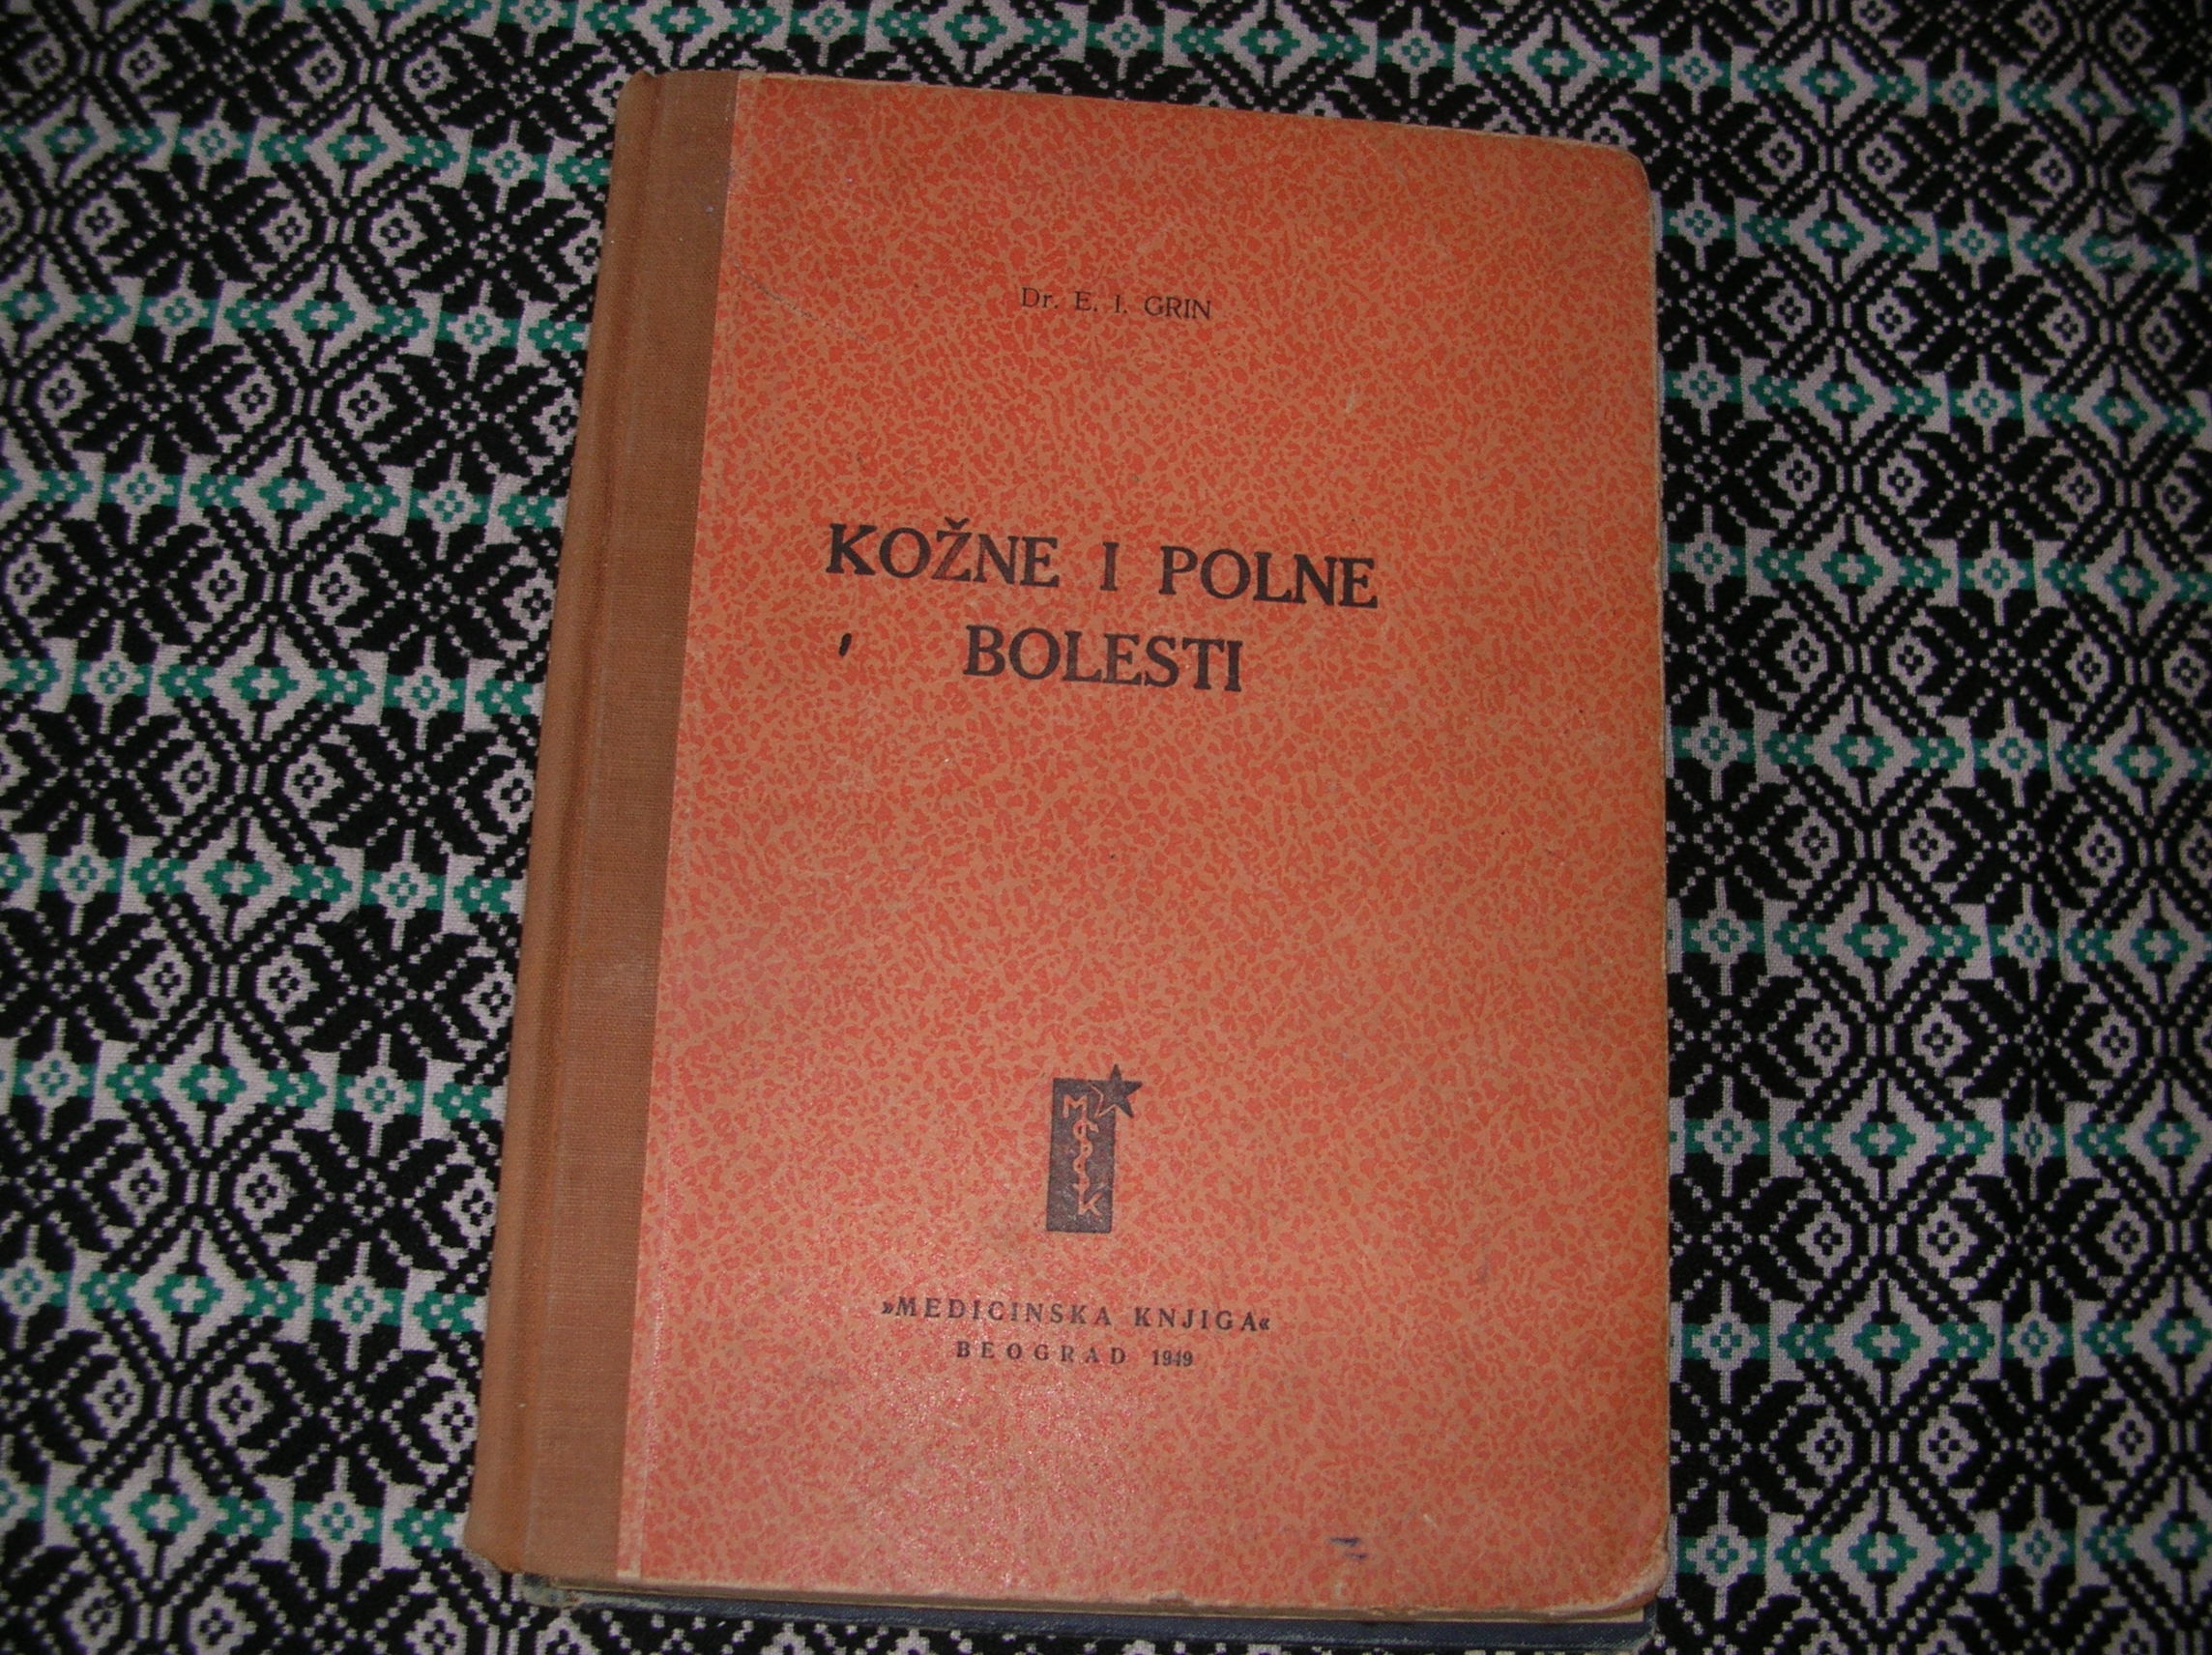 Dr. E. I. GRIN
KOŽNE I POLNE
BOLESTI
M
K
»MEDICINSKA KNJIGA«
BEOGRAD 1949